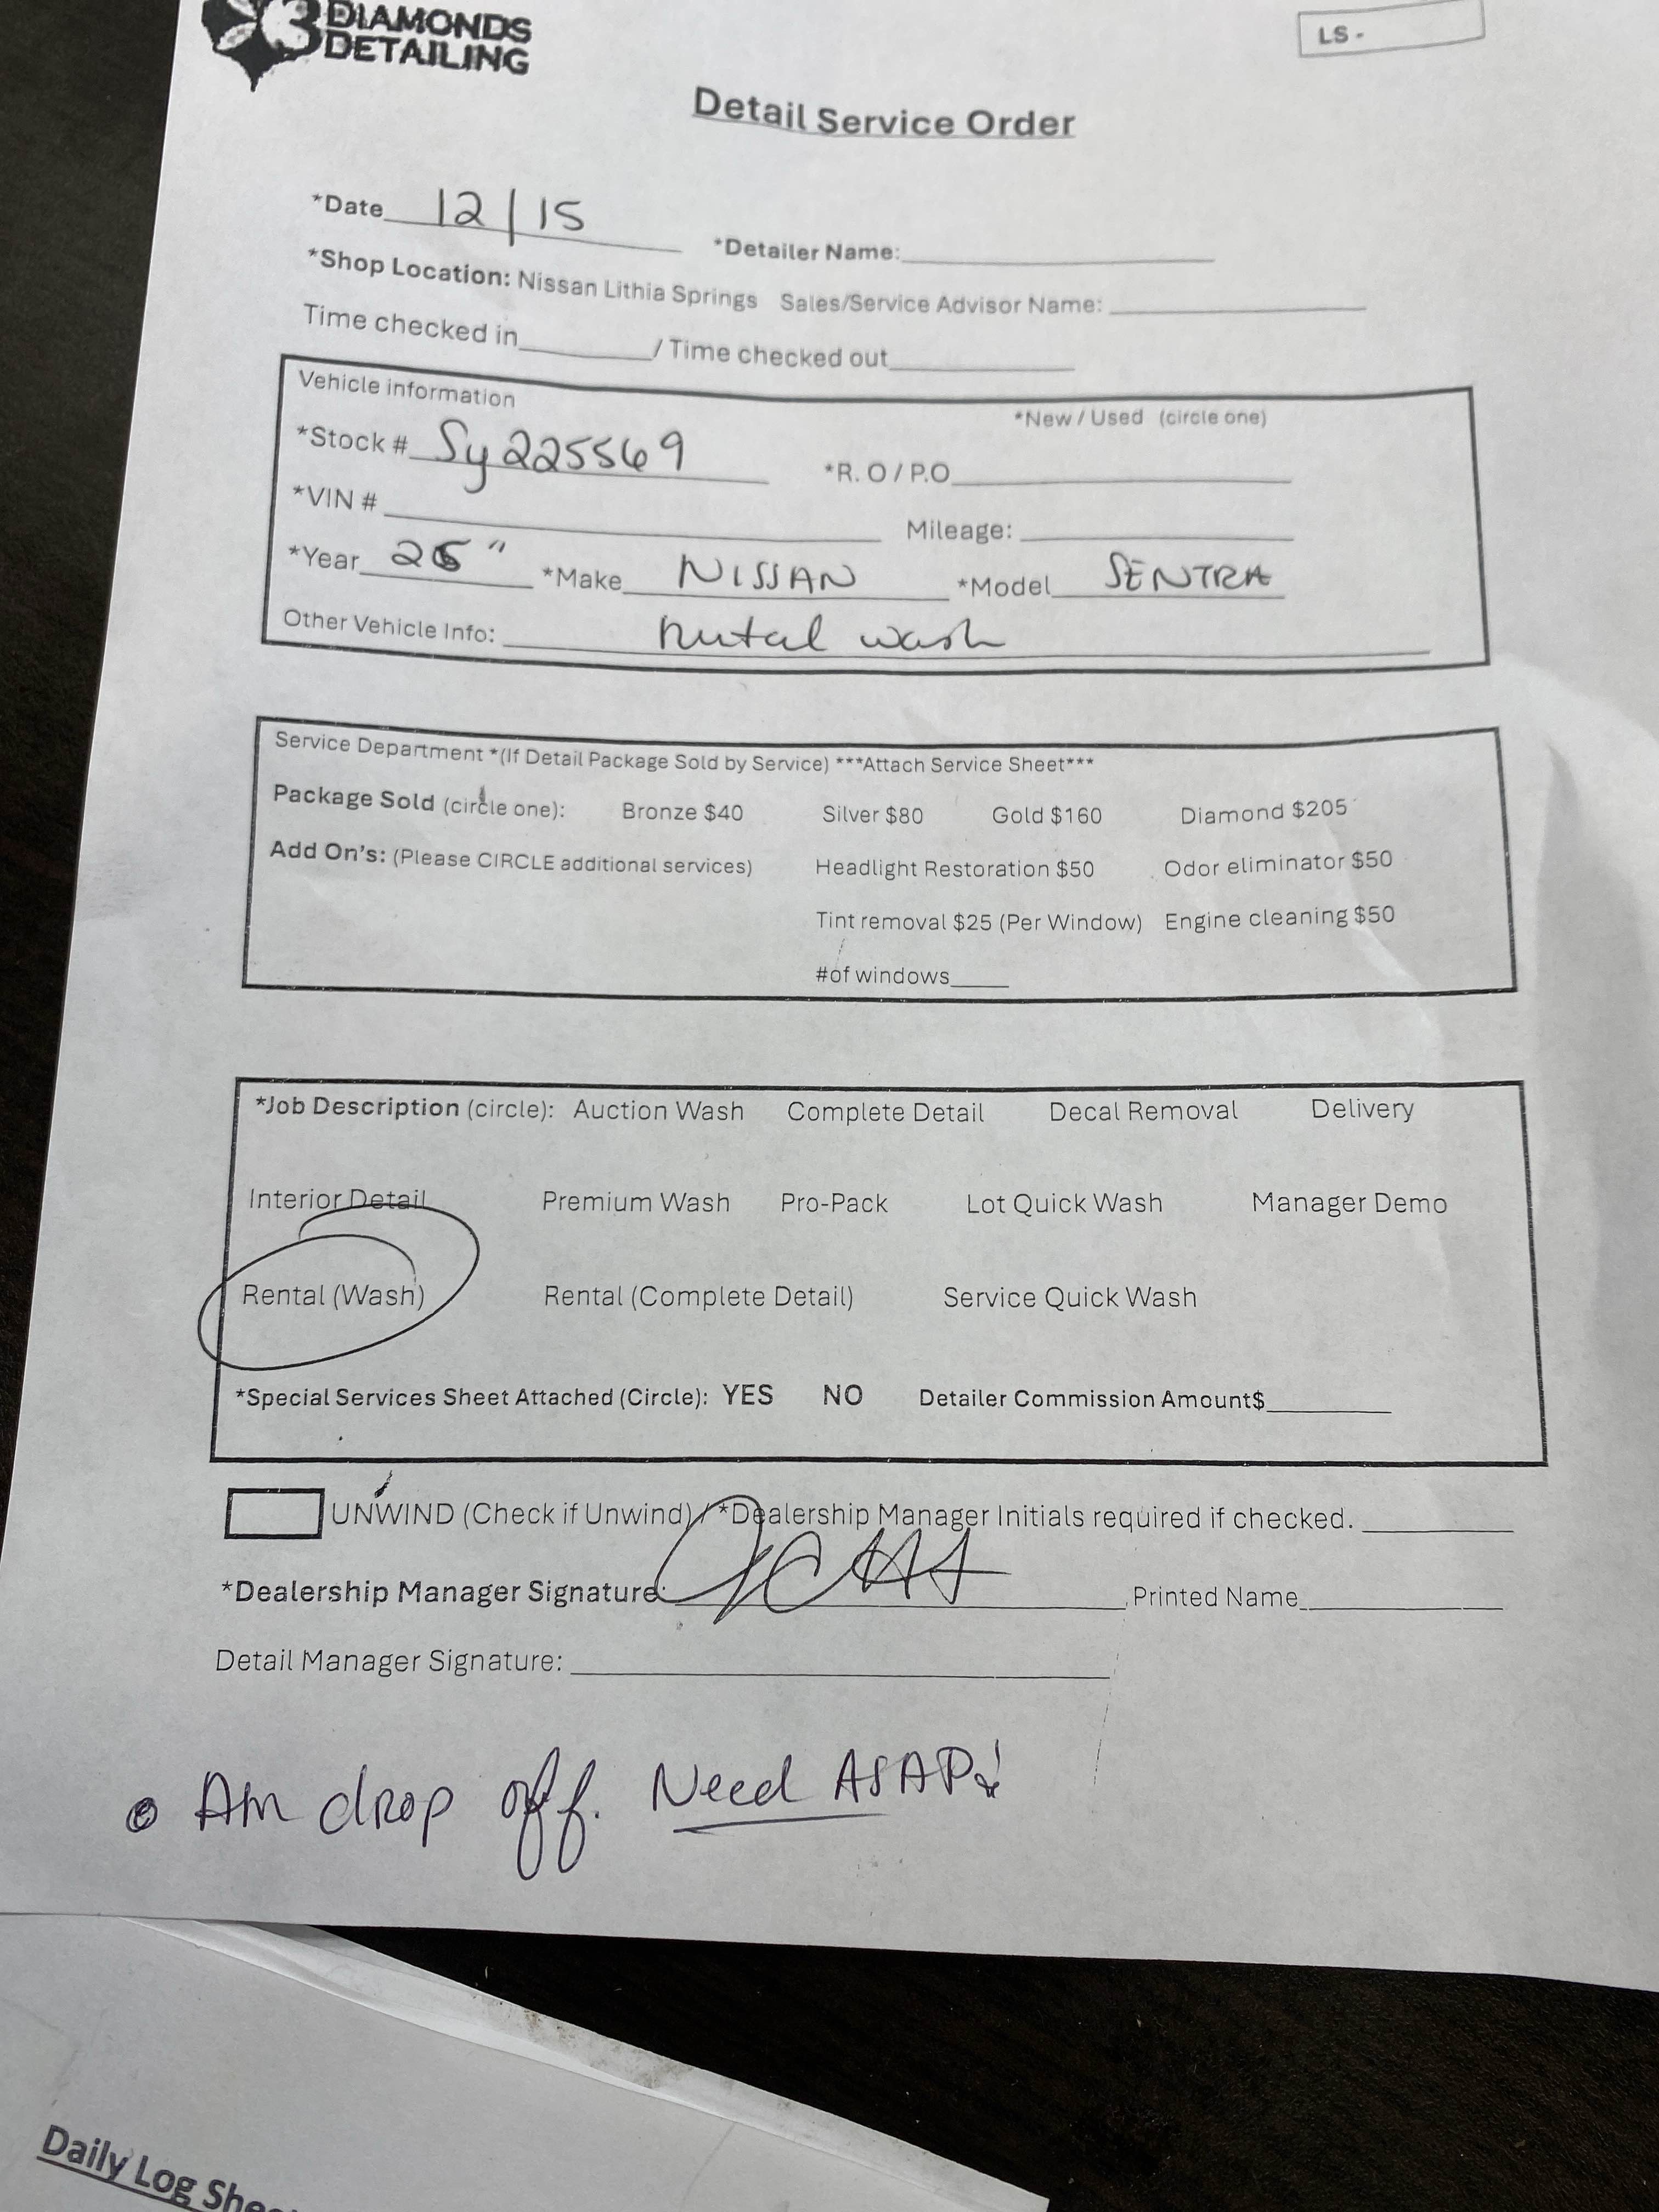 3 DIAMONDS
DETAILING
LS -
Detail Service Order
*Date 12/15 *Detailer Name:
*Shop Location: Nissan Lithia Springs Sales/Service Advisor Name:
Time checked in / Time checked out
Vehicle information
*New / Used (circle one)
*Stock # Sy225569 *R.O / P.O
*VIN # Mileage:
*Year *Make NISSAN *Model SENTRA
Other Vehicle Info: Rental wash
Service Department *(If Detail Package Sold by Service) ***Attach Service Sheet***
Package Sold (circle one): Bronze $40 Silver $80 Gold $160 Diamond $205
Add On's: (Please CIRCLE additional services) Headlight Restoration $50 Odor eliminator $50
Tint removal $25 (Per Window) Engine cleaning $50
#of windows
*Job Description (circle): Auction Wash Complete Detail Decal Removal Delivery
Interior Detail Premium Wash Pro-Pack Lot Quick Wash Manager Demo
Rental (Wash) Rental (Complete Detail) Service Quick Wash
*Special Services Sheet Attached (Circle): YES NO Detailer Commission Amount$
UNWIND (Check if Unwind) / *Dealership Manager Initials required if checked.
*Dealership Manager Signature: Printed Name
Detail Manager Signature:
Am drop off. Need ASAP!
Daily Log